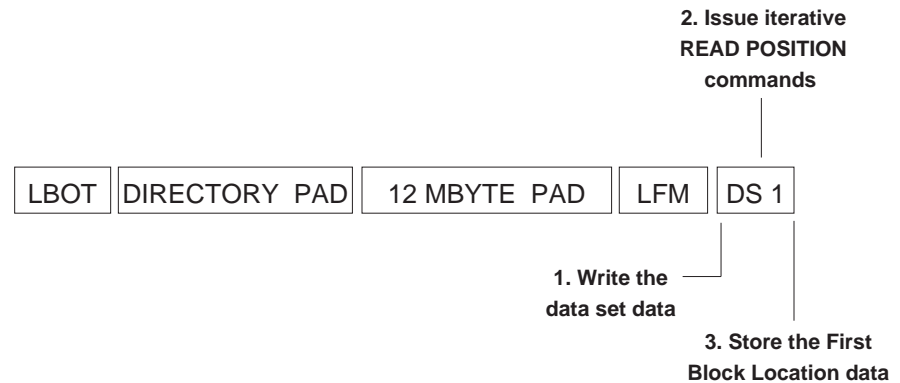 2. Issue iterative
READ POSITION
commands
LBOT DIRECTORY PAD 12 MBYTE PAD LFM DS 1
1. Write the
data set data
3. Store the First
Block Location data